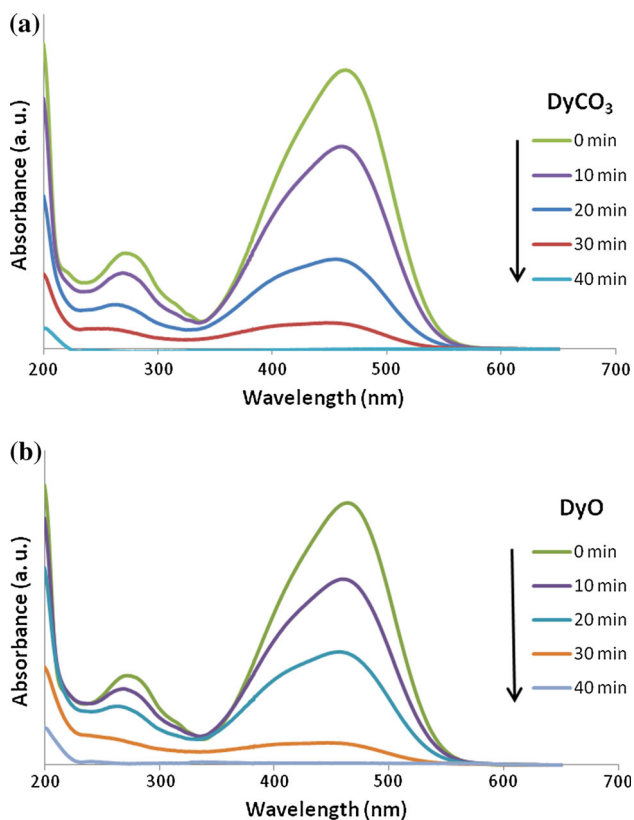 (a)
Absorbance (a. u.)
DyCO₃
0 min
10 min
20 min
30 min
40 min
200 300 400 500 600 700
Wavelength (nm)
(b)
Absorbance (a. u.)
DyO
0 min
10 min
20 min
30 min
40 min
200 300 400 500 600 700
Wavelength (nm)